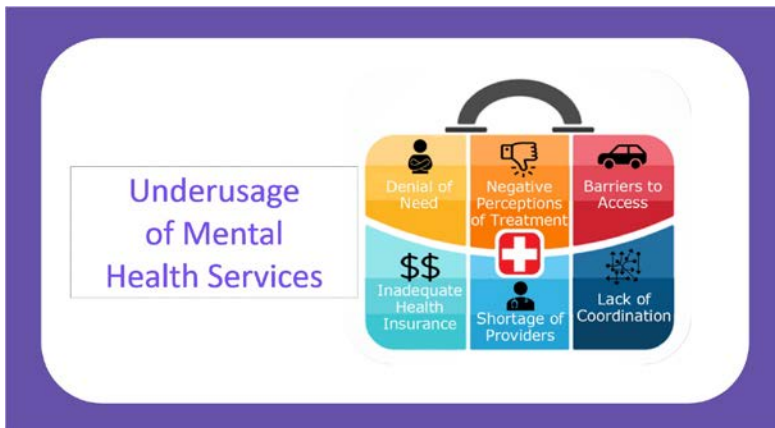 Underusage
of Mental
Health Services
Denial of
Need
Negative
Perceptions
of Treatment
Barriers to
Access
$$
Inadequate
Health
Insurance
Shortage of
Providers
Lack of
Coordination